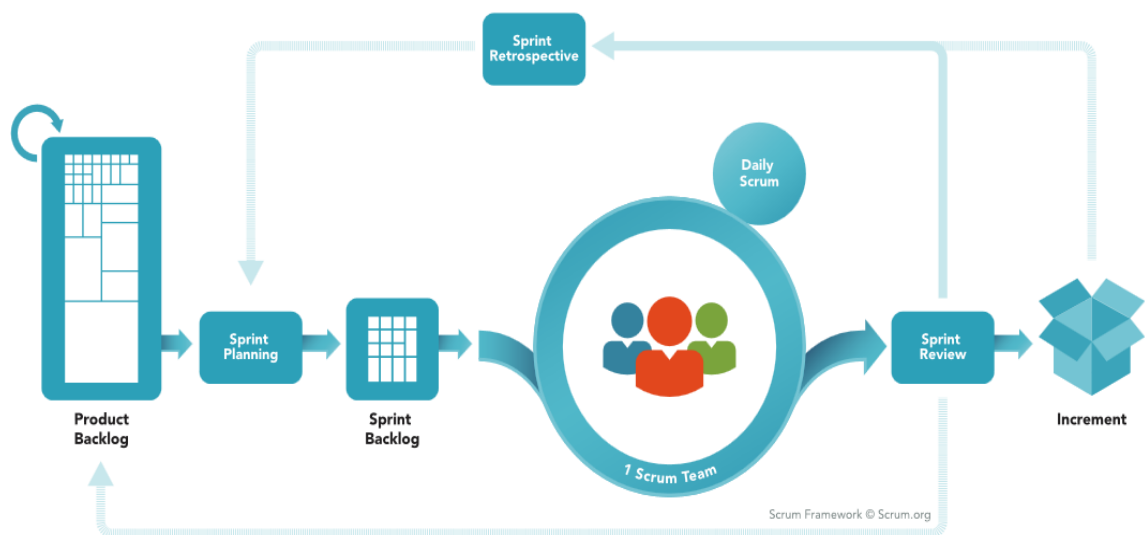 Sprint
Retrospective
Daily
Scrum
Sprint
Planning
Sprint
Review
Product
Backlog
Sprint
Backlog
Increment
1 Scrum Team
Scrum Framework © Scrum.org